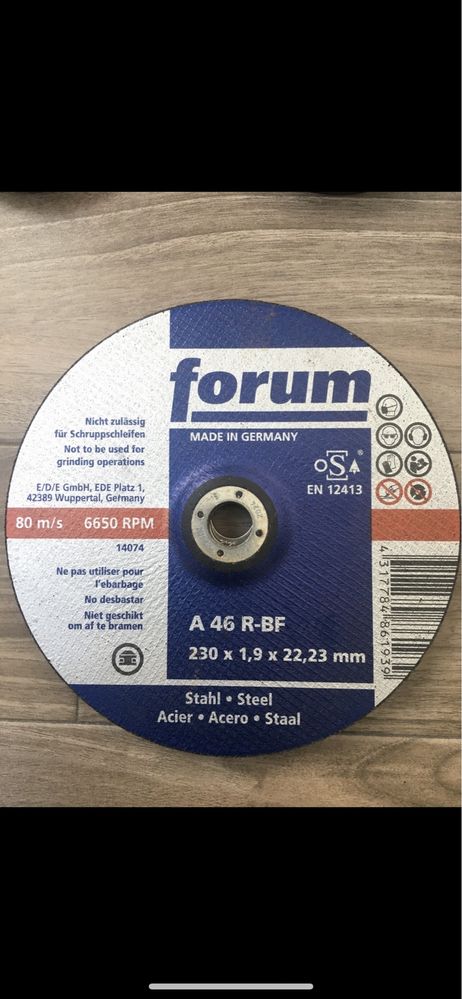 forum
MADE IN GERMANY
Nicht zulässig
für Schruppschleifen
Not to be used for
grinding operations
E/D/E GmbH, EDE Platz 1,
42389 Wuppertal, Germany
80 m/s 6650 RPM
14074
Ne pas utiliser pour
l'ebarbage
No desbastar
Niet geschikt
om af te bramen
oSA
EN 12413
A 46 R-BF
230 x 1,9 x 22,23 mm
Stahl • Steel
Acier • Acero • Staal
4317784861939